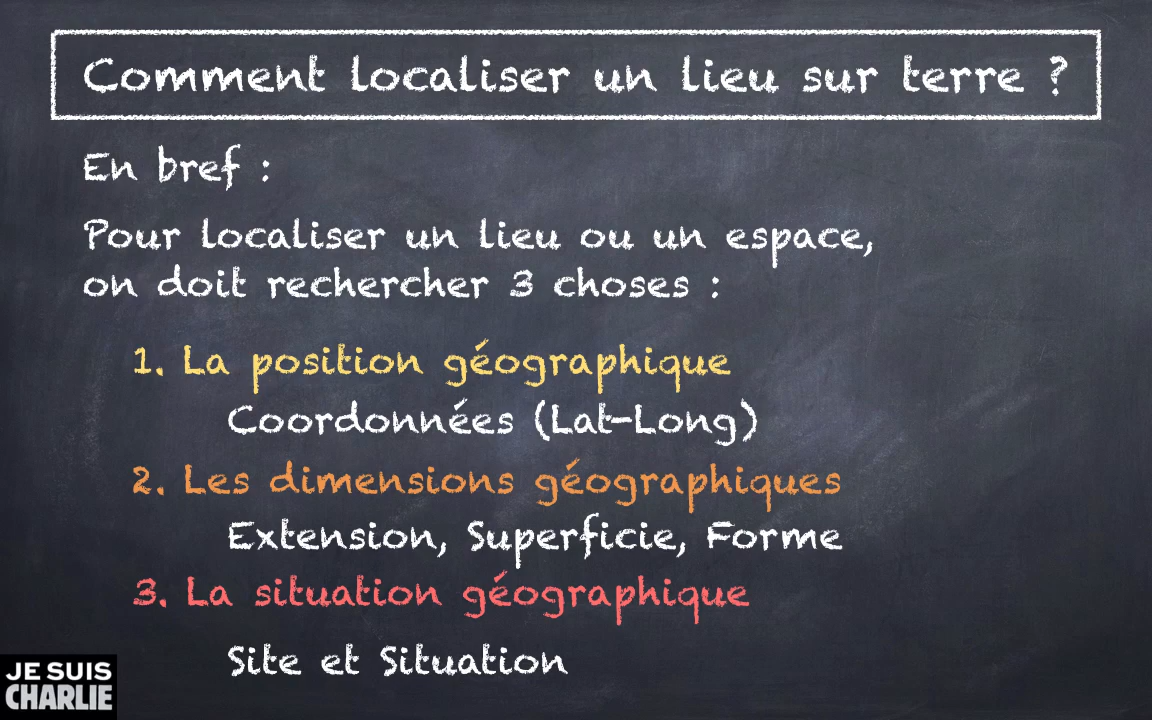 Comment localiser un lieu sur terre ?
En bref :
Pour localiser un lieu ou un espace,
on doit rechercher 3 choses :
1. La position géographique
Coordonnées (Lat-Long)
2. Les dimensions géographiques
Extension, Superficie, Forme
3. La situation géographique
Site et Situation
JE SUIS
CHARLIE